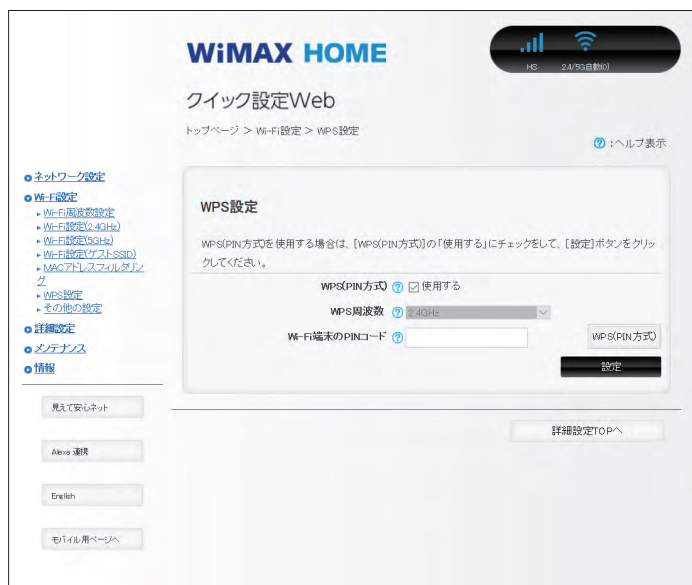 WiMAX HOME
HS
2.4/5G自動(0)
クイック設定Web
トップページ > Wi-Fi設定 > WPS設定
? :ヘルプ表示
ネットワーク設定
Wi-Fi設定
Wi-Fi周波数設定
Wi-Fi設定(2.4GHz)
Wi-Fi設定(5GHz)
Wi-Fi設定(ゲストSSID)
MACアドレスフィルタリン
グ
WPS設定
その他の設定
詳細設定
メンテナンス
情報
見えて安心ネット
Alexa 連携
English
モバイル用ページへ
WPS設定
WPS(PIN方式)を使用する場合は、[WPS(PIN方式)]の「使用する」にチェックをして、[設定]ボタンをクリッ
クしてください。
WPS(PIN方式) ? 使用する
WPS周波数 ? 2.4GHz
Wi-Fi端末のPINコード ?
WPS(PIN方式)
設定
詳細設定TOPへ